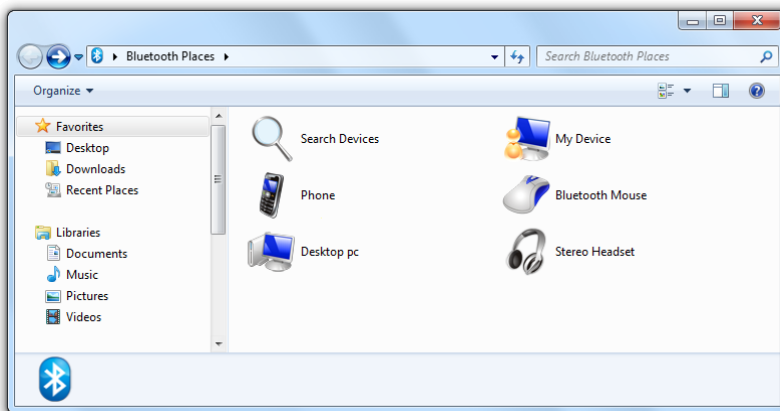 Bluetooth Places
Search Bluetooth Places
Organize
Favorites
Desktop
Downloads
Recent Places
Libraries
Documents
Music
Pictures
Videos
Search Devices
My Device
Phone
Bluetooth Mouse
Desktop pc
Stereo Headset